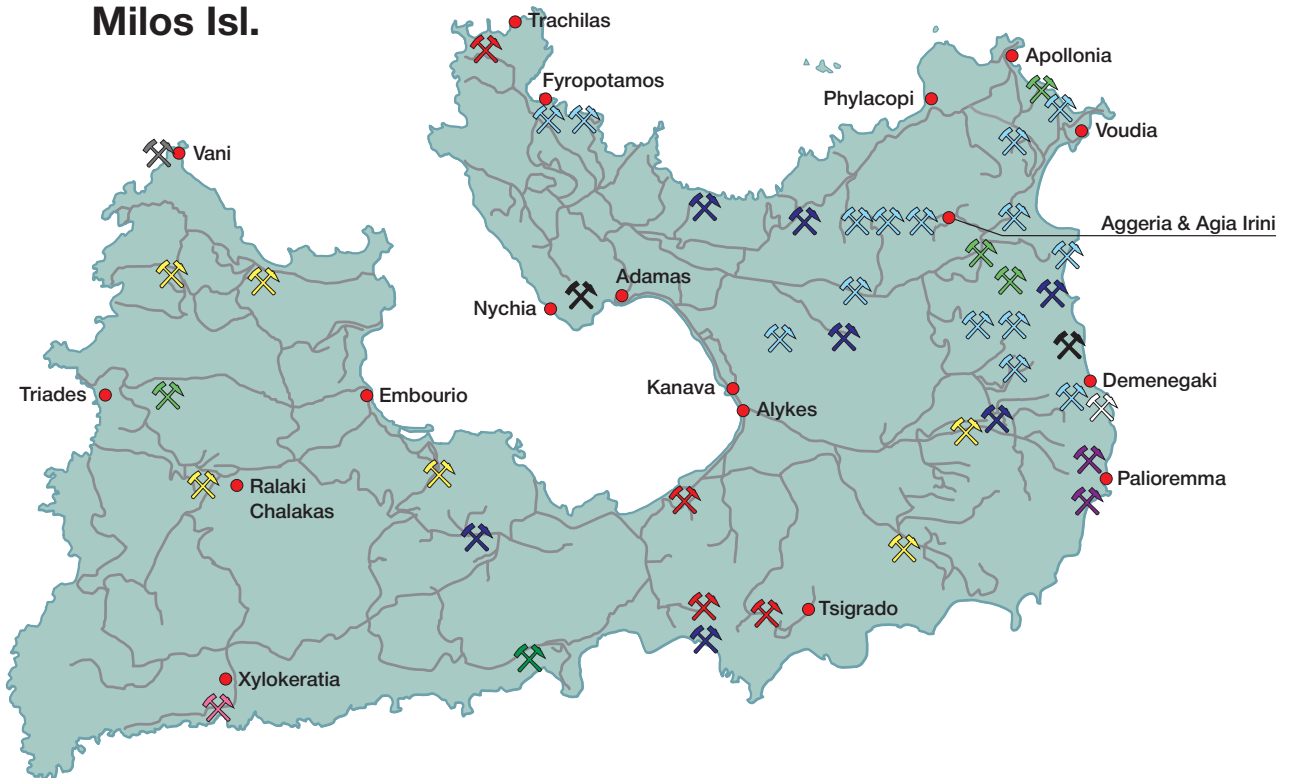 Milos Isl.
Trachilas
Apollonia
Fyropotamos
Phylacopi
Voudia
Vani
Aggeria & Agia Irini
Adamas
Nychia
Demenegaki
Kanava
Triades
Embourio
Alykes
Palioremma
Ralaki
Chalakas
Tsigrado
Xylokeratia